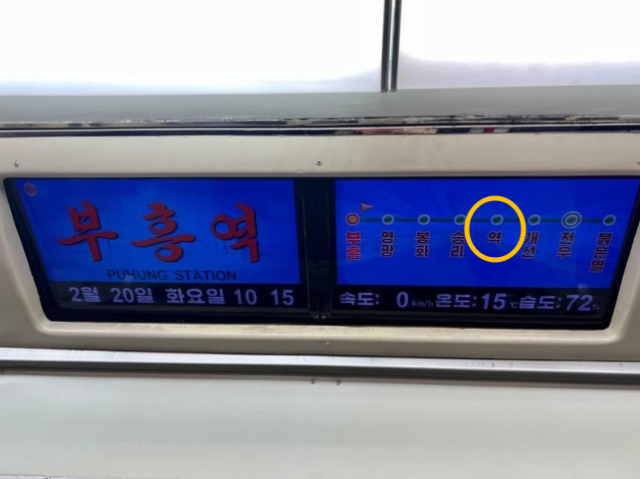 부흥역
PUHUNG STATION
2월 20일 화요일 10 15
부흥
영광
봉화
승리
역
개선
전우
붉은별
속도: 0 km/h 온도: 15 ℃ 습도: 72 %